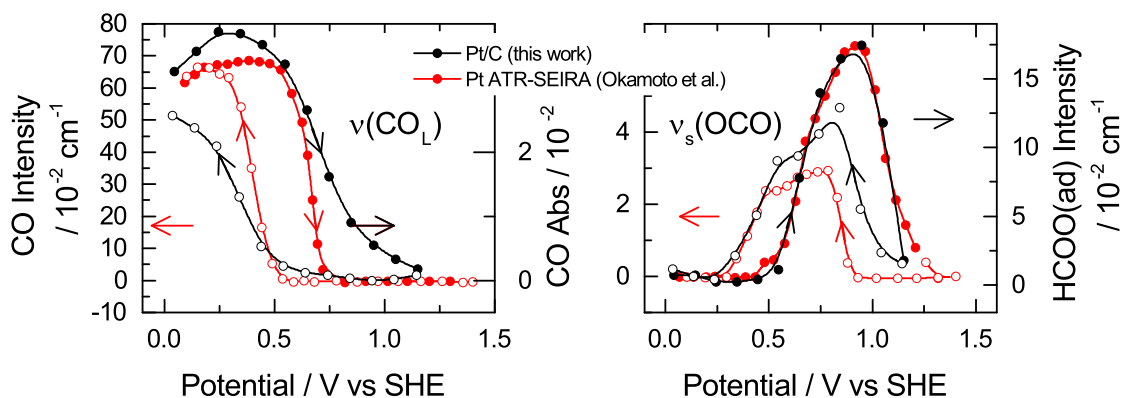 80
70
60
50
40
30
20
10
0
-10
CO Intensity
/ 10⁻² cm⁻¹
0.0 0.5 1.0 1.5
Potential / V vs SHE
ν(CO_L)
2
0
CO Abs / 10⁻²
Pt/C (this work)
Pt ATR-SEIRA (Okamoto et al.)
ν_s(OCO)
4
2
0
0.0 0.5 1.0 1.5
Potential / V vs SHE
15
10
5
0
HCOO(ad) Intensity
/ 10⁻² cm⁻¹